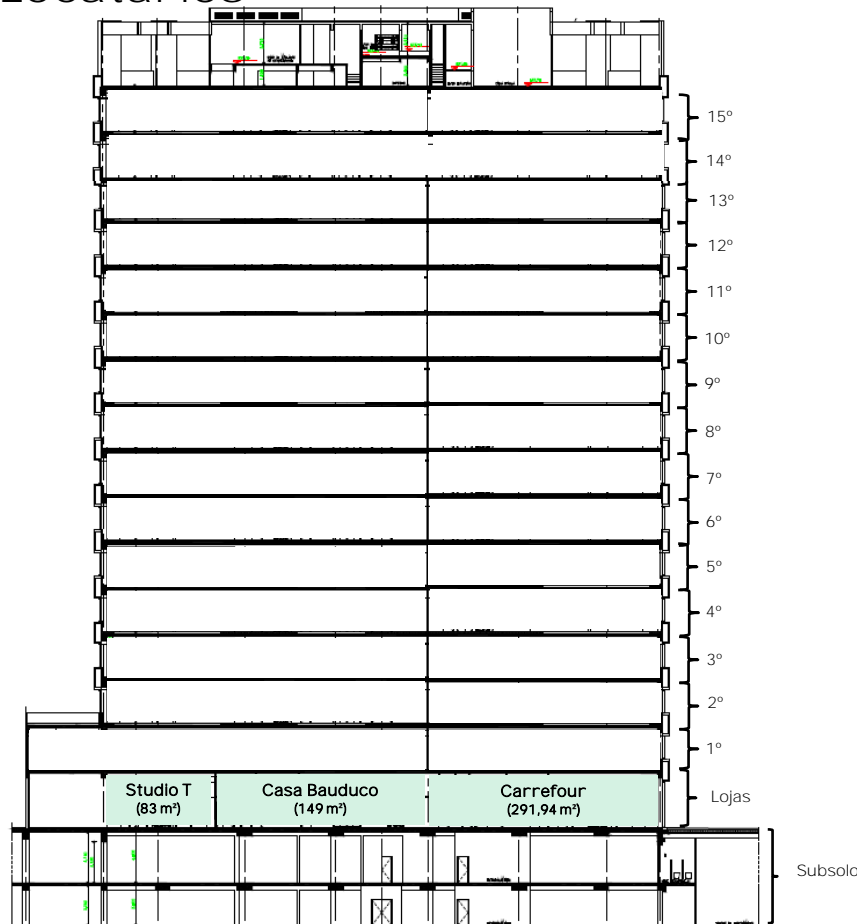 15º
14º
13º
12º
11º
10º
9º
8º
7º
6º
5º
4º
3º
2º
1º
Studio T
(83 m²)
Casa Bauduco
(149 m²)
Carrefour
(291,94 m²)
Lojas
Subsolo